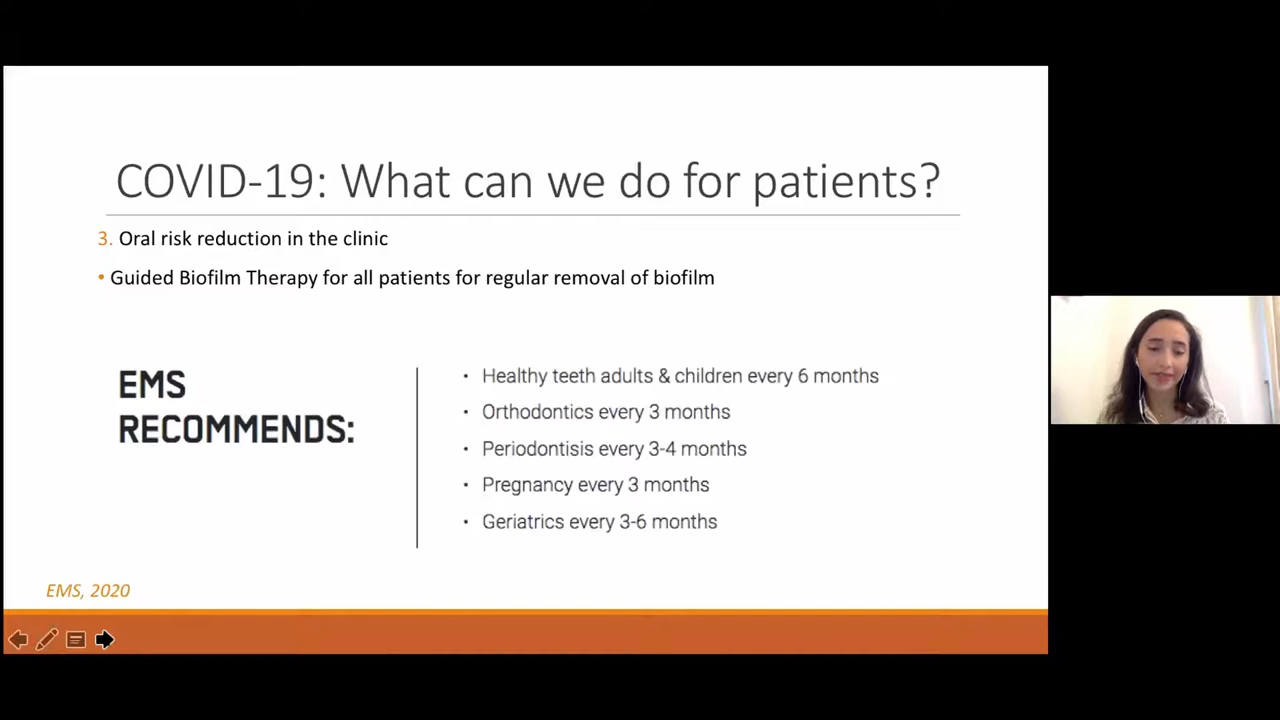 COVID-19: What can we do for patients?
3. Oral risk reduction in the clinic
• Guided Biofilm Therapy for all patients for regular removal of biofilm
EMS
RECOMMENDS:
• Healthy teeth adults & children every 6 months
• Orthodontics every 3 months
• Periodontisis every 3-4 months
• Pregnancy every 3 months
• Geriatrics every 3-6 months
EMS, 2020